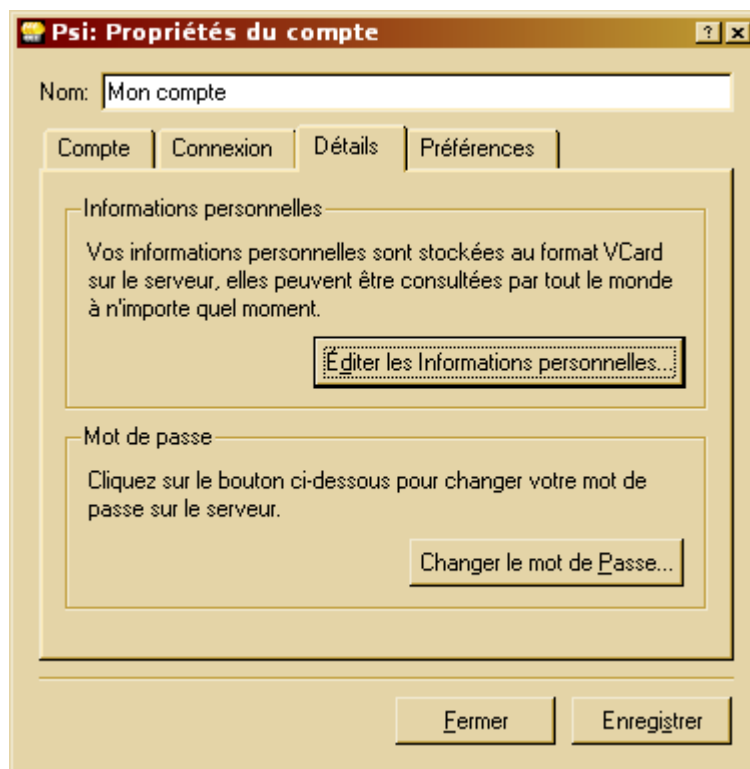 Psi: Propriétés du compte
Nom: Mon compte
Compte Connexion Détails Préférences
Informations personnelles
Vos informations personnelles sont stockées au format VCard
sur le serveur, elles peuvent être consultées par tout le monde
à n'importe quel moment.
Éditer les Informations personnelles...
Mot de passe
Cliquez sur le bouton ci-dessous pour changer votre mot de
passe sur le serveur.
Changer le mot de Passe...
Fermer Enregistrer